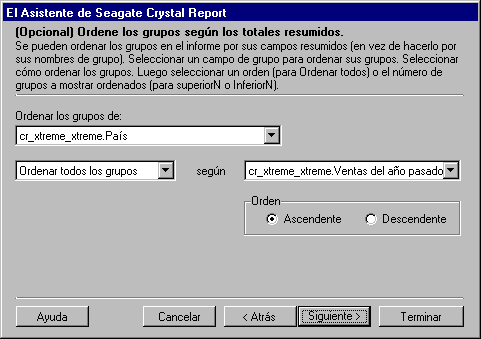 El Asistente de Seagate Crystal Report
(Opcional) Ordene los grupos según los totales resumidos.
Se pueden ordenar los grupos en el informe por sus campos resumidos (en vez de hacerlo por
sus nombres de grupo). Seleccionar un campo de grupo para ordenar sus grupos. Seleccionar
cómo ordenar los grupos. Luego seleccionar un orden (para Ordenar todos) o el número de
grupos a mostrar ordenados (para superiorN o InferiorN).
Ordenar los grupos de:
cr_xtreme_xtreme.País
Ordenar todos los grupos según cr_xtreme_xtreme.Ventas del año pasado
Orden
Ascendente Descendente
Ayuda Cancelar < Atrás Siguiente > Terminar